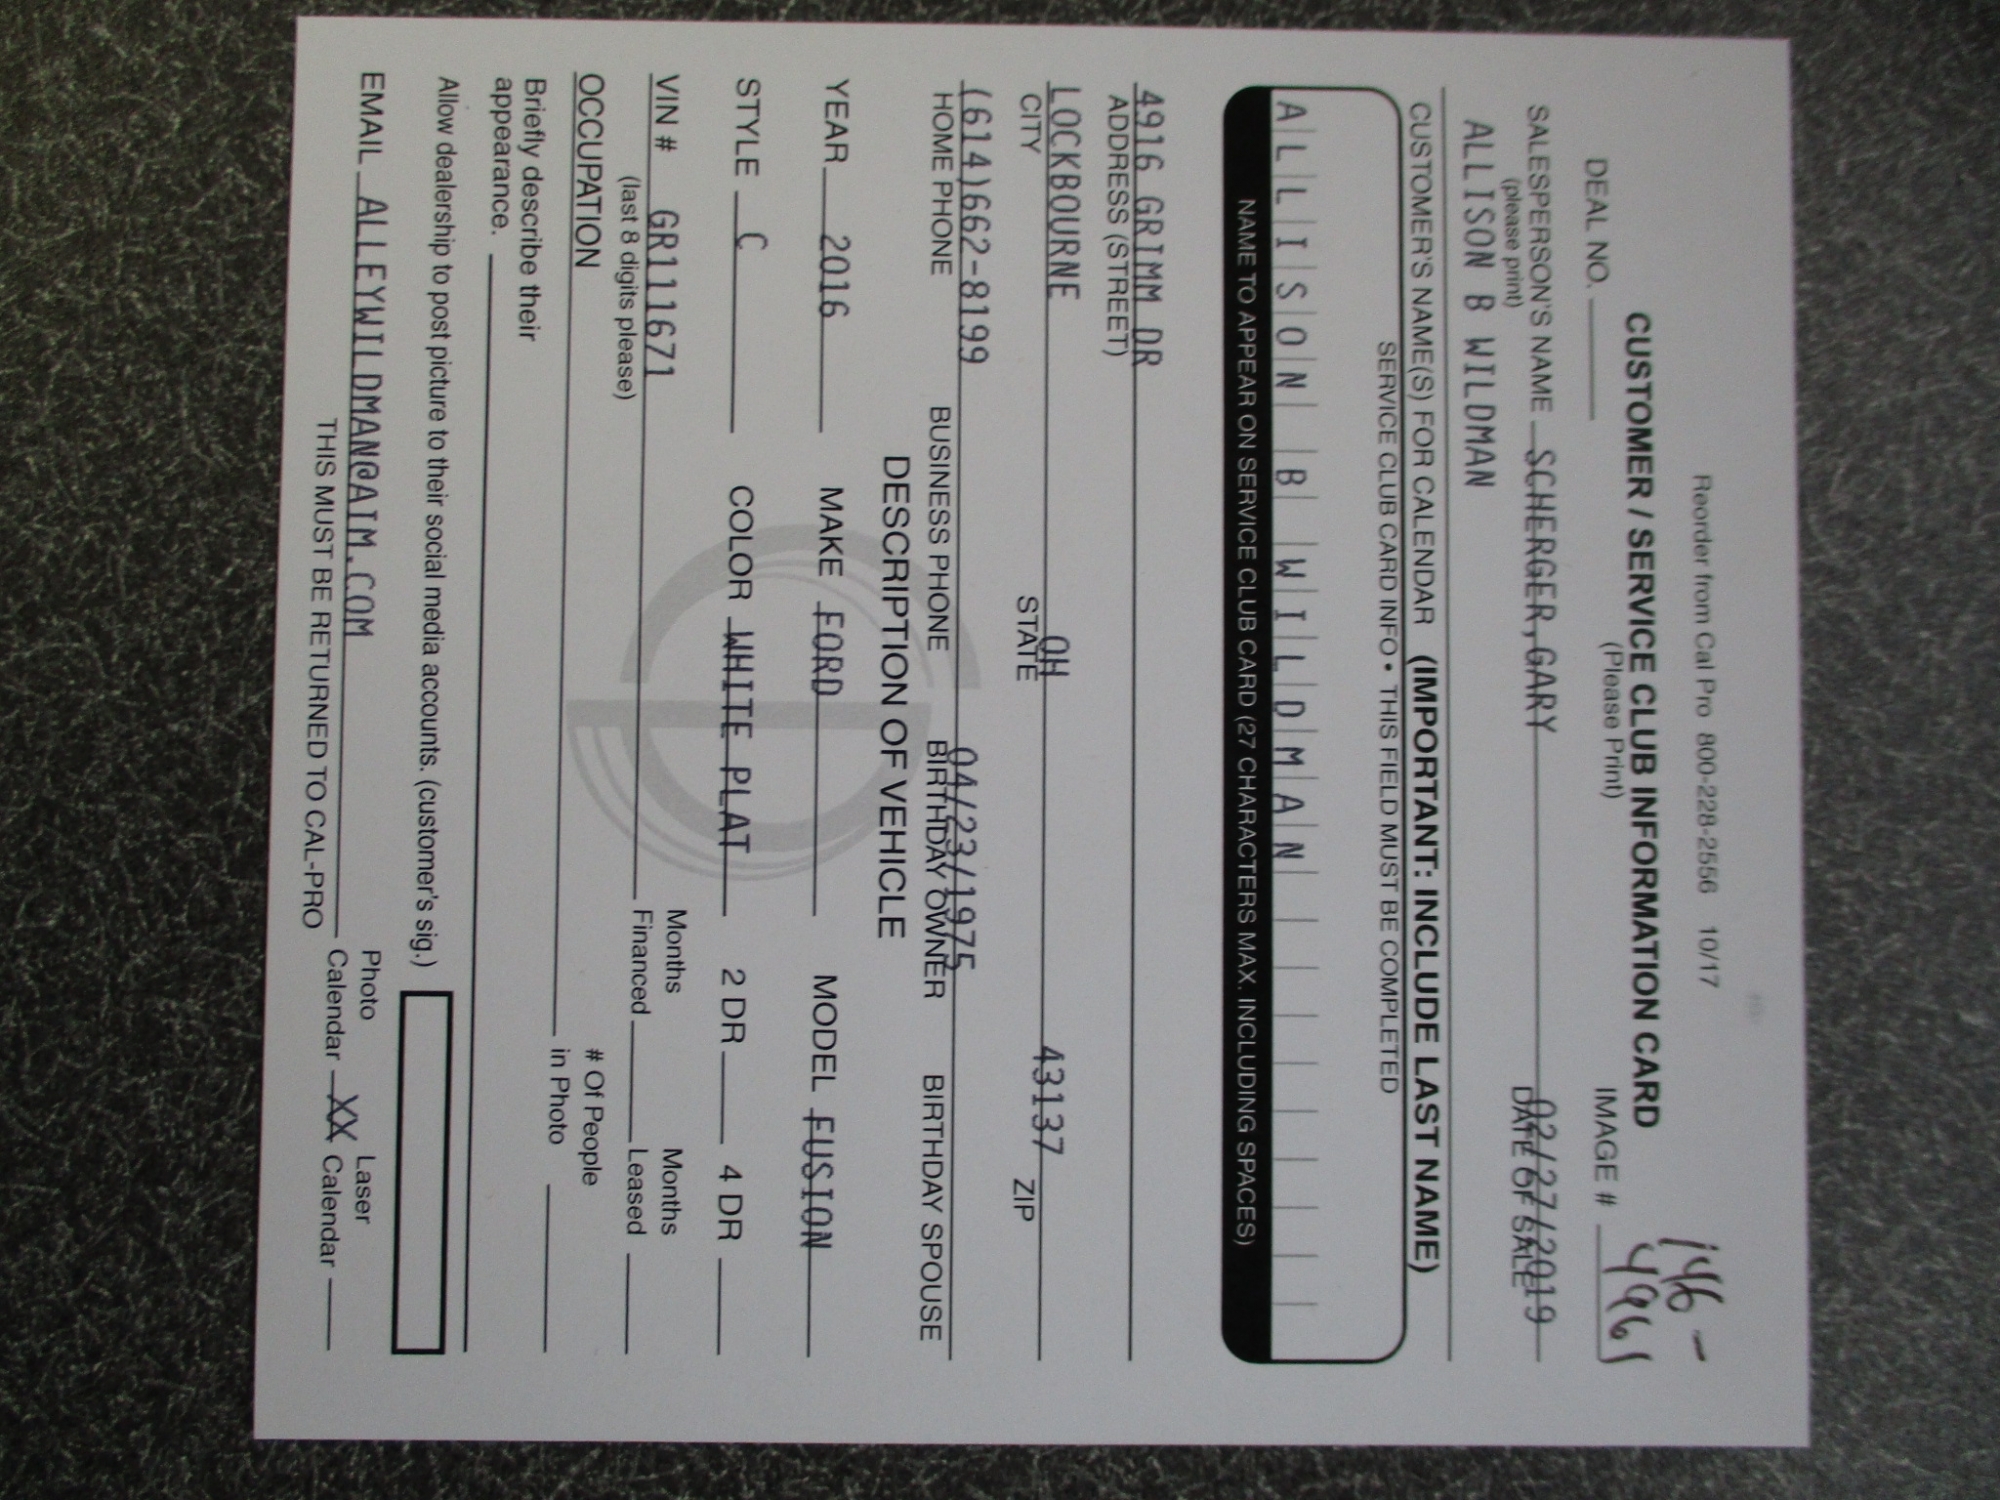 Reorder from Cal Pro 800-228-2556 10/17
CUSTOMER / SERVICE CLUB INFORMATION CARD
(Please Print)
146-
DEAL NO. IMAGE # 4961
SALESPERSON'S NAME SCHERGER,GARY 02/27/2019
(please print) DATE OF SALE
ALLISON B WILDMAN
CUSTOMER'S NAME(S) FOR CALENDAR (IMPORTANT: INCLUDE LAST NAME)
SERVICE CLUB CARD INFO • THIS FIELD MUST BE COMPLETED
ALLISON B WILDMAN
NAME TO APPEAR ON SERVICE CLUB CARD (27 CHARACTERS MAX. INCLUDING SPACES)
4916 GRIMM DR
ADDRESS (STREET)
LOCKBOURNE OH 43137
CITY STATE ZIP
(614)662-8199 04/23/1975
HOME PHONE BUSINESS PHONE BIRTHDAY OWNER BIRTHDAY SPOUSE
DESCRIPTION OF VEHICLE
YEAR 2016 MAKE FORD MODEL FUSION
STYLE C COLOR WHITE PLAT 2 DR 4 DR
VIN # GR111671 Months Financed Months Leased
(last 8 digits please)
OCCUPATION # Of People in Photo
Briefly describe their
appearance.
Allow dealership to post picture to their social media accounts. (customer's sig.)
EMAIL ALLEYWILDMAN@AIM.COM Photo Calendar XX Laser Calendar
THIS MUST BE RETURNED TO CAL-PRO